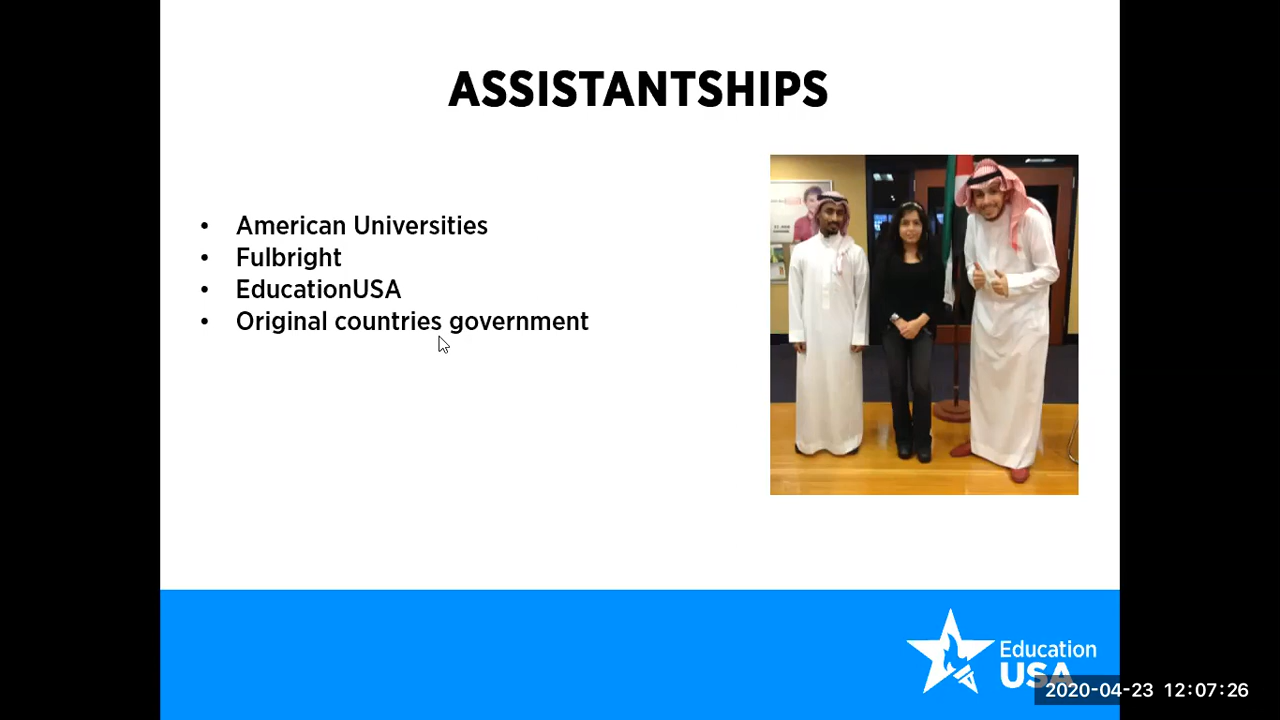 ASSISTANTSHIPS
• American Universities
• Fulbright
• EducationUSA
• Original countries government
Education
USA
2020-04-23 12:07:26